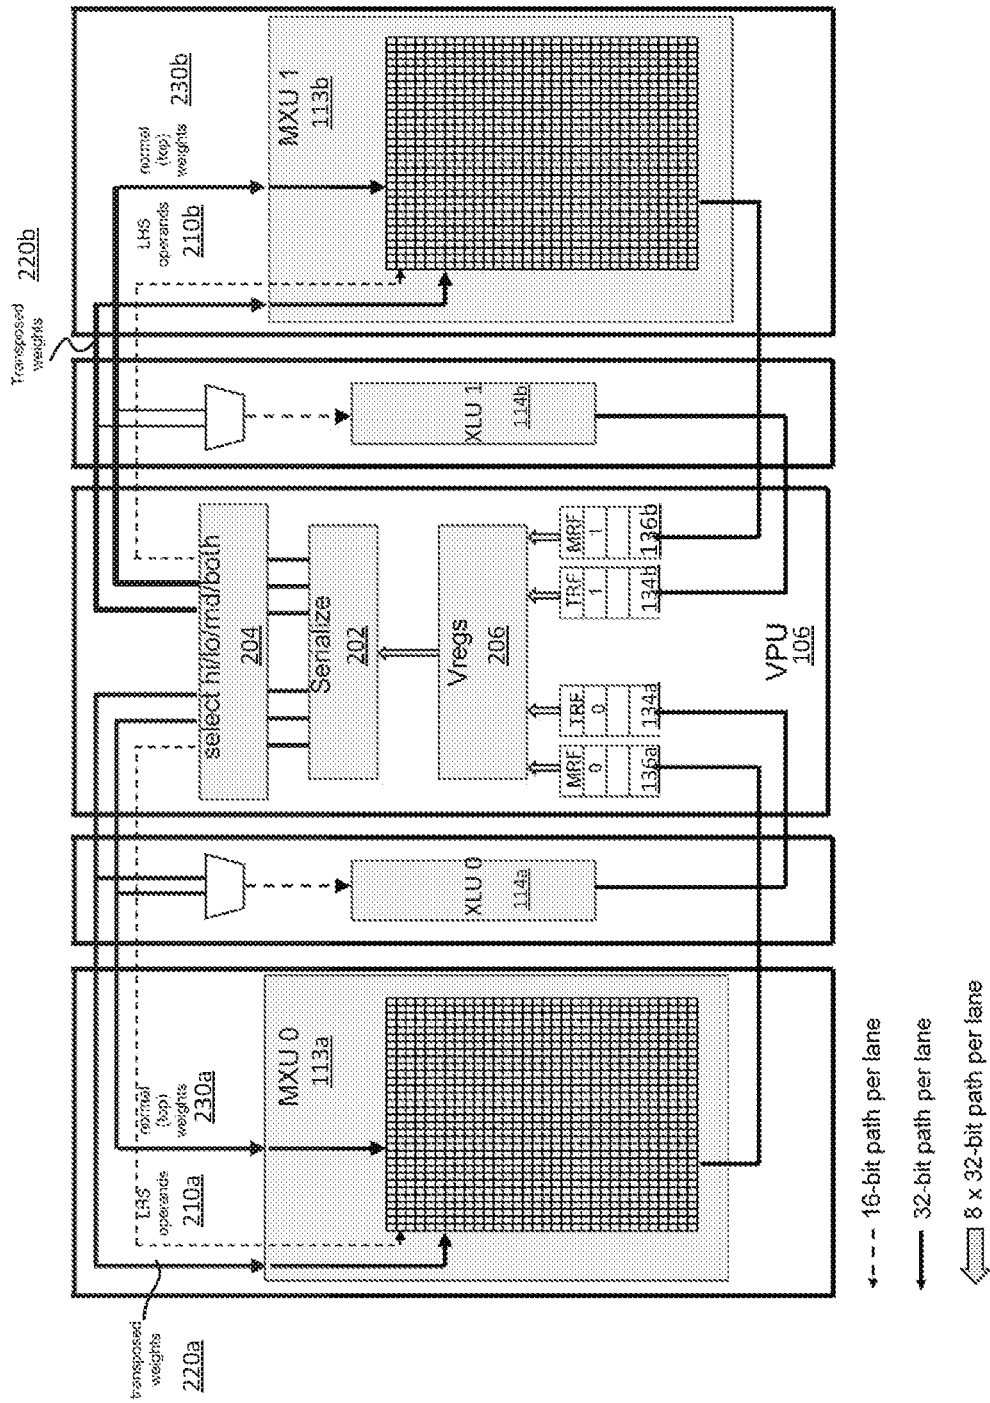 transposed
weights
220a
LHS
operands
210a
normal
(top)
weights
230a
MXU 0
113a
XLU 0
114a
select hi/lo/md/both
204
Serialize
202
Vregs
206
MRF
0
136a
TRF
0
134a
TRF
1
134b
MRF
1
136b
VPU
106
XLU 1
114b
Transposed
weights
220b
LHS
operands
210b
normal
(top)
weights
230b
MXU 1
113b
16-bit path per lane
32-bit path per lane
8 x 32-bit path per lane